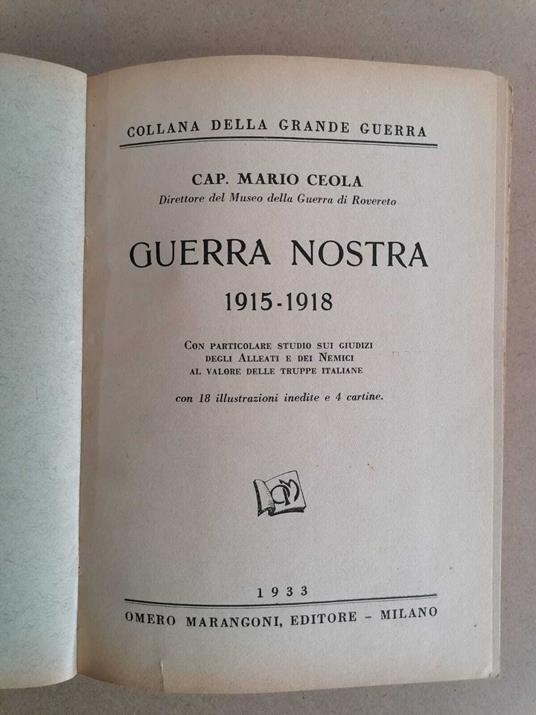 COLLANA DELLA GRANDE GUERRA
CAP. MARIO CEOLA
Direttore del Museo della Guerra di Rovereto
GUERRA NOSTRA
1915-1918
CON PARTICOLARE STUDIO SUI GIUDIZI
DEGLI ALLEATI E DEI NEMICI
AL VALORE DELLE TRUPPE ITALIANE
con 18 illustrazioni inedite e 4 cartine.
OM
1933
OMERO MARANGONI, EDITORE - MILANO